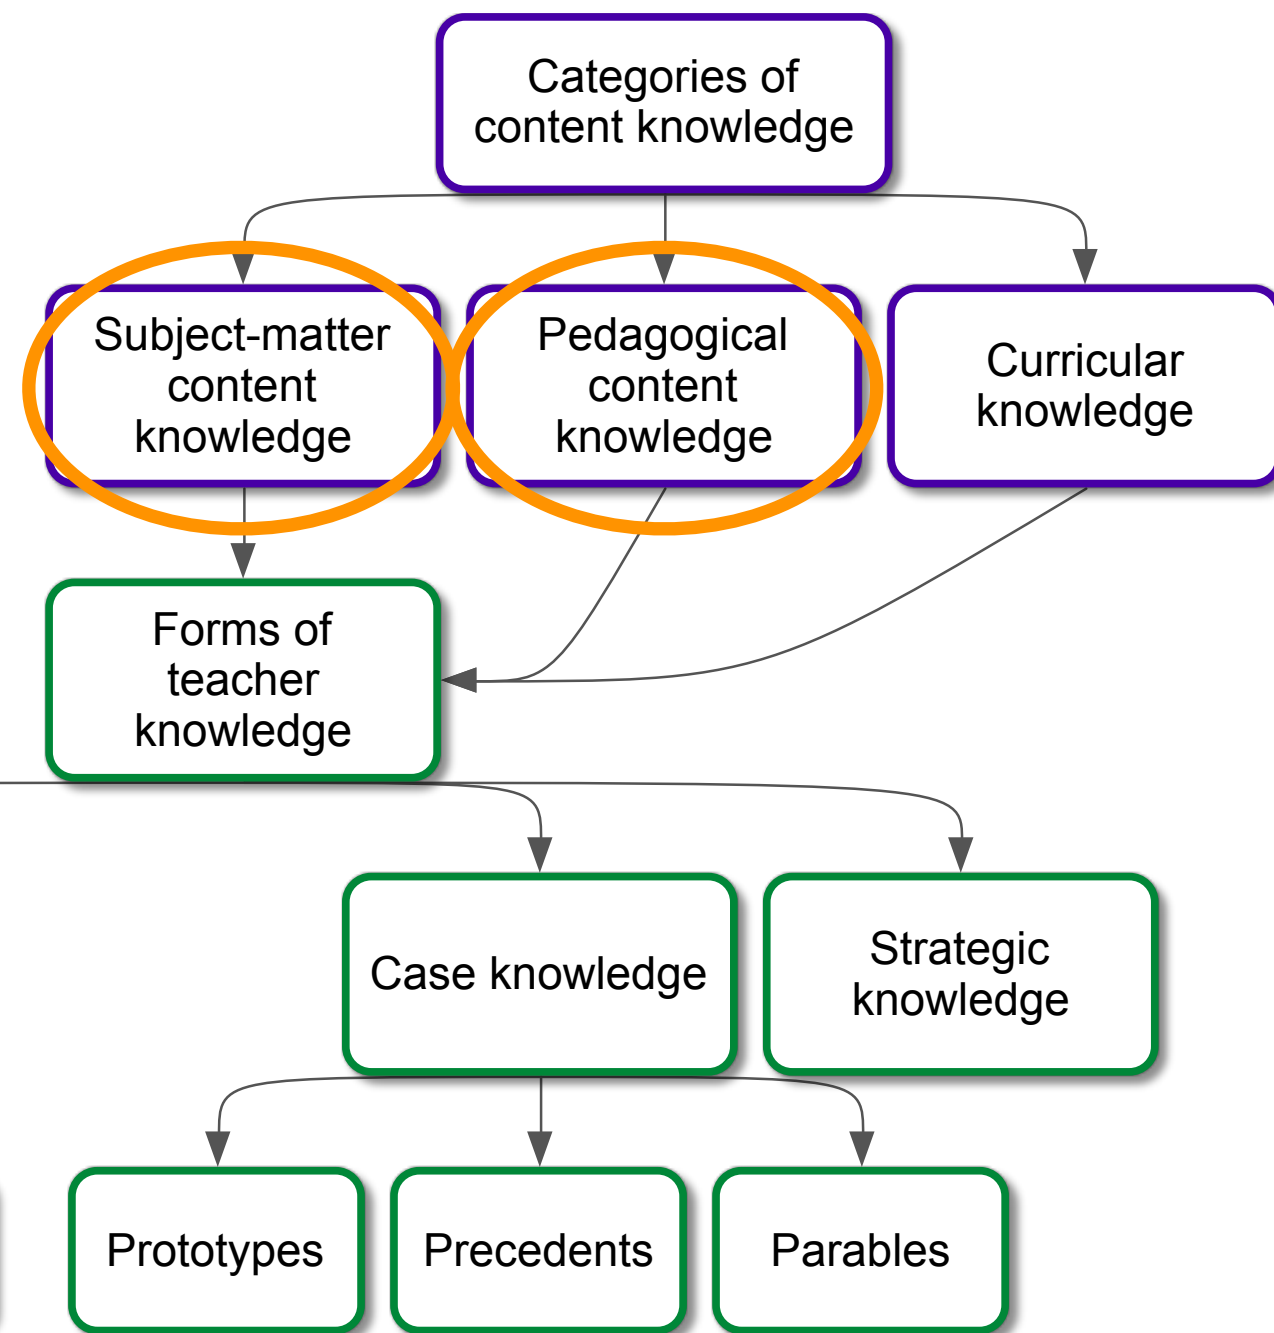 Categories of
content knowledge
Subject-matter
content
knowledge
Pedagogical
content
knowledge
Curricular
knowledge
Forms of
teacher
knowledge
Case knowledge
Strategic
knowledge
Prototypes
Precedents
Parables